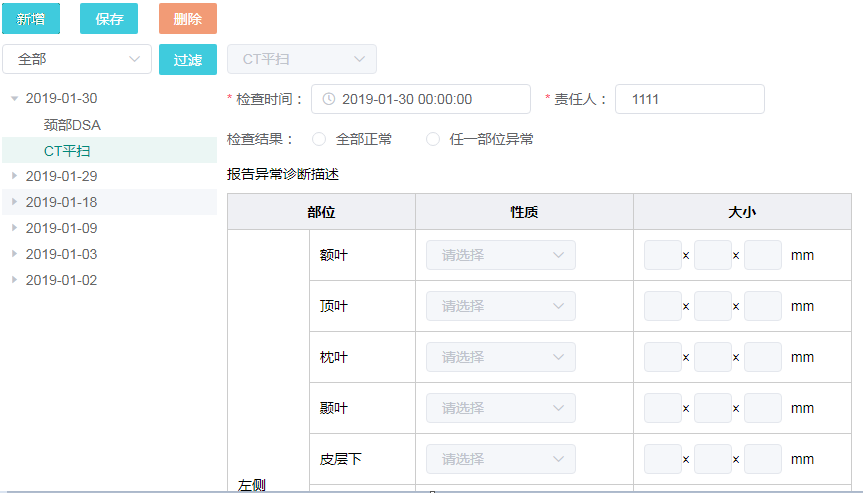 新增 保存 删除
全部 过滤 CT平扫
2019-01-30
颈部DSA
CT平扫
2019-01-29
2019-01-18
2019-01-09
2019-01-03
2019-01-02
* 检查时间： 2019-01-30 00:00:00 * 责任人： 1111
检查结果： 全部正常 任一部位异常
报告异常诊断描述
部位 性质 大小
额叶 请选择 x x mm
顶叶 请选择 x x mm
枕叶 请选择 x x mm
颞叶 请选择 x x mm
皮层下 请选择 x x mm
左侧